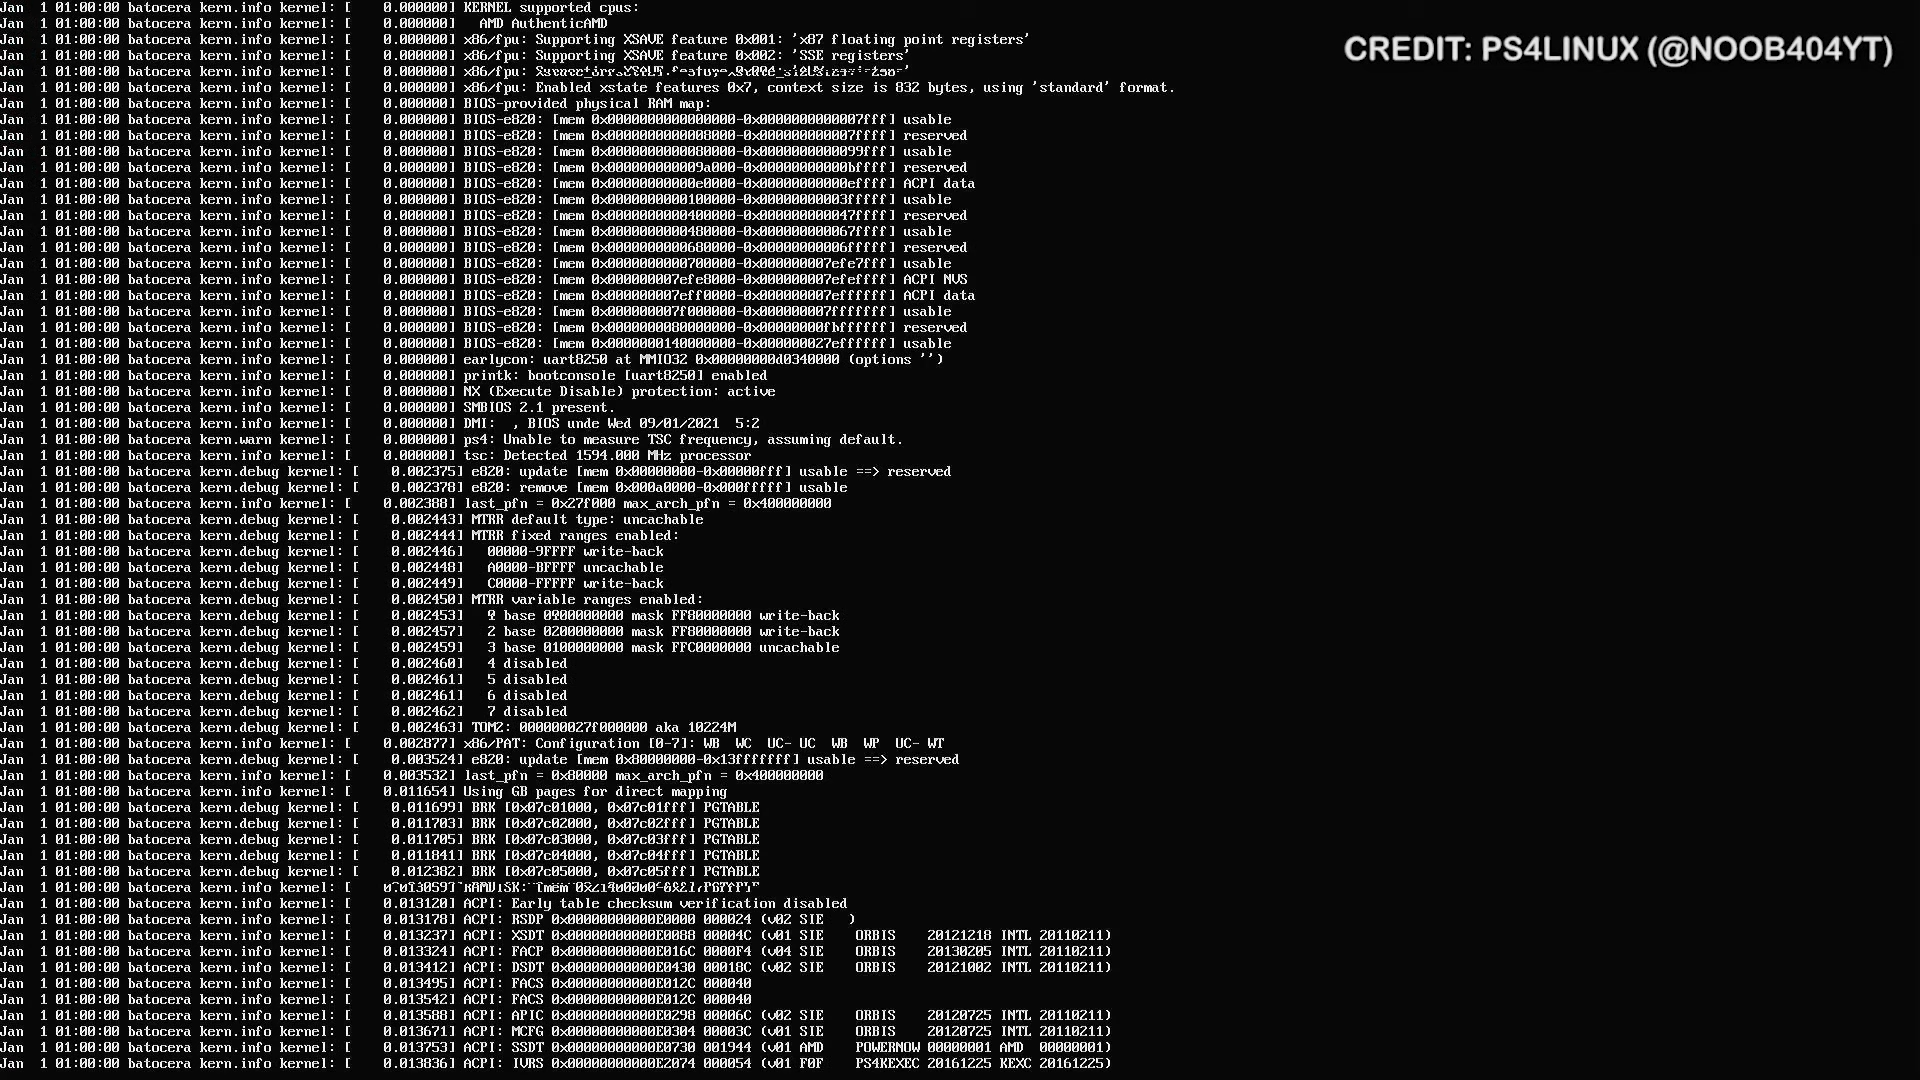 Jan  1 01:00:00 batocera kern.info kernel: [    0.000000] KERNEL supported cpus:
Jan  1 01:00:00 batocera kern.info kernel: [    0.000000]   AMD AuthenticAMD
CREDIT: PS4LINUX (@NOOB404YT)
Jan  1 01:00:00 batocera kern.info kernel: [    0.000000] x86/fpu: Supporting XSAVE feature 0x001: 'x87 floating point registers'
Jan  1 01:00:00 batocera kern.info kernel: [    0.000000] x86/fpu: Supporting XSAVE feature 0x002: 'SSE registers'
Jan  1 01:00:00 batocera kern.info kernel: [    0.000000] x86/fpu:
Jan  1 01:00:00 batocera kern.info kernel: [    0.000000] x86/fpu: Enabled xstate features 0x7, context size is 832 bytes, using 'standard' format.
Jan  1 01:00:00 batocera kern.info kernel: [    0.000000] BIOS-provided physical RAM map:
Jan  1 01:00:00 batocera kern.info kernel: [    0.000000] BIOS-e820: [mem 0x0000000000000000-0x0000000000007fff] usable
Jan  1 01:00:00 batocera kern.info kernel: [    0.000000] BIOS-e820: [mem 0x0000000000008000-0x000000000007ffff] reserved
Jan  1 01:00:00 batocera kern.info kernel: [    0.000000] BIOS-e820: [mem 0x0000000000080000-0x0000000000099fff] usable
Jan  1 01:00:00 batocera kern.info kernel: [    0.000000] BIOS-e820: [mem 0x000000000009a000-0x00000000000bffff] reserved
Jan  1 01:00:00 batocera kern.info kernel: [    0.000000] BIOS-e820: [mem 0x00000000000e0000-0x00000000000effff] ACPI data
Jan  1 01:00:00 batocera kern.info kernel: [    0.000000] BIOS-e820: [mem 0x0000000000100000-0x00000000003fffff] usable
Jan  1 01:00:00 batocera kern.info kernel: [    0.000000] BIOS-e820: [mem 0x0000000000400000-0x000000000047ffff] reserved
Jan  1 01:00:00 batocera kern.info kernel: [    0.000000] BIOS-e820: [mem 0x0000000000480000-0x000000000067ffff] usable
Jan  1 01:00:00 batocera kern.info kernel: [    0.000000] BIOS-e820: [mem 0x0000000000680000-0x00000000006fffff] reserved
Jan  1 01:00:00 batocera kern.info kernel: [    0.000000] BIOS-e820: [mem 0x0000000000700000-0x000000007efe7fff] usable
Jan  1 01:00:00 batocera kern.info kernel: [    0.000000] BIOS-e820: [mem 0x000000007efe8000-0x000000007efeffff] ACPI NVS
Jan  1 01:00:00 batocera kern.info kernel: [    0.000000] BIOS-e820: [mem 0x000000007eff0000-0x000000007effffff] ACPI data
Jan  1 01:00:00 batocera kern.info kernel: [    0.000000] BIOS-e820: [mem 0x000000007f000000-0x000000007fffffff] usable
Jan  1 01:00:00 batocera kern.info kernel: [    0.000000] BIOS-e820: [mem 0x0000000080000000-0x00000000fbffffff] reserved
Jan  1 01:00:00 batocera kern.info kernel: [    0.000000] BIOS-e820: [mem 0x0000000140000000-0x000000027effffff] usable
Jan  1 01:00:00 batocera kern.info kernel: [    0.000000] earlycon: uart8250 at MMIO32 0x00000000d0340000 (options '')
Jan  1 01:00:00 batocera kern.info kernel: [    0.000000] printk: bootconsole [uart8250] enabled
Jan  1 01:00:00 batocera kern.info kernel: [    0.000000] NX (Execute Disable) protection: active
Jan  1 01:00:00 batocera kern.info kernel: [    0.000000] SMBIOS 2.1 present.
Jan  1 01:00:00 batocera kern.info kernel: [    0.000000] DMI:  , BIOS unde Wed 09/01/2021  5:2
Jan  1 01:00:00 batocera kern.warn kernel: [    0.000000] ps4: Unable to measure TSC frequency, assuming default.
Jan  1 01:00:00 batocera kern.info kernel: [    0.000000] tsc: Detected 1594.000 MHz processor
Jan  1 01:00:00 batocera kern.debug kernel: [    0.002375] e820: update [mem 0x00000000-0x00000fff] usable ==> reserved
Jan  1 01:00:00 batocera kern.debug kernel: [    0.002378] e820: remove [mem 0x000a0000-0x000fffff] usable
Jan  1 01:00:00 batocera kern.info kernel: [    0.002388] last_pfn = 0x27f000 max_arch_pfn = 0x400000000
Jan  1 01:00:00 batocera kern.debug kernel: [    0.002443] MTRR default type: uncachable
Jan  1 01:00:00 batocera kern.debug kernel: [    0.002444] MTRR fixed ranges enabled:
Jan  1 01:00:00 batocera kern.debug kernel: [    0.002446]   00000-9FFFF write-back
Jan  1 01:00:00 batocera kern.debug kernel: [    0.002448]   A0000-BFFFF uncachable
Jan  1 01:00:00 batocera kern.debug kernel: [    0.002449]   C0000-FFFFF write-back
Jan  1 01:00:00 batocera kern.debug kernel: [    0.002450] MTRR variable ranges enabled:
Jan  1 01:00:00 batocera kern.debug kernel: [    0.002453]   base mask FF80000000 write-back
Jan  1 01:00:00 batocera kern.debug kernel: [    0.002457]   2 base 0200000000 mask FF80000000 write-back
Jan  1 01:00:00 batocera kern.debug kernel: [    0.002459]   3 base 0100000000 mask FFC0000000 uncachable
Jan  1 01:00:00 batocera kern.debug kernel: [    0.002460]   4 disabled
Jan  1 01:00:00 batocera kern.debug kernel: [    0.002461]   5 disabled
Jan  1 01:00:00 batocera kern.debug kernel: [    0.002461]   6 disabled
Jan  1 01:00:00 batocera kern.debug kernel: [    0.002462]   7 disabled
Jan  1 01:00:00 batocera kern.debug kernel: [    0.002463] TOM2: 000000027f000000 aka 10224M
Jan  1 01:00:00 batocera kern.info kernel: [    0.002877] x86/PAT: Configuration [0-7]: WB  WC  UC- UC  WB  WP  UC- WT
Jan  1 01:00:00 batocera kern.debug kernel: [    0.003524] e820: update [mem 0x80000000-0x13fffffff] usable ==> reserved
Jan  1 01:00:00 batocera kern.info kernel: [    0.003532] last_pfn = 0x80000 max_arch_pfn = 0x400000000
Jan  1 01:00:00 batocera kern.info kernel: [    0.011654] Using GB pages for direct mapping
Jan  1 01:00:00 batocera kern.debug kernel: [    0.011699] BRK [0x07c01000, 0x07c01fff] PGTABLE
Jan  1 01:00:00 batocera kern.debug kernel: [    0.011703] BRK [0x07c02000, 0x07c02fff] PGTABLE
Jan  1 01:00:00 batocera kern.debug kernel: [    0.011705] BRK [0x07c03000, 0x07c03fff] PGTABLE
Jan  1 01:00:00 batocera kern.debug kernel: [    0.011841] BRK [0x07c04000, 0x07c04fff] PGTABLE
Jan  1 01:00:00 batocera kern.debug kernel: [    0.012382] BRK [0x07c05000, 0x07c05fff] PGTABLE
Jan  1 01:00:00 batocera kern.info kernel: [    0.013059] RAMDISK: [mem
Jan  1 01:00:00 batocera kern.info kernel: [    0.013120] ACPI: Early table checksum verification disabled
Jan  1 01:00:00 batocera kern.info kernel: [    0.013178] ACPI: RSDP 0x00000000000E0000 000024 (v02 SIE   )
Jan  1 01:00:00 batocera kern.info kernel: [    0.013237] ACPI: XSDT 0x00000000000E0088 00004C (v01 SIE    ORBIS    20121218 INTL 20110211)
Jan  1 01:00:00 batocera kern.info kernel: [    0.013324] ACPI: FACP 0x00000000000E016C 0000F4 (v04 SIE    ORBIS    20130205 INTL 20110211)
Jan  1 01:00:00 batocera kern.info kernel: [    0.013412] ACPI: DSDT 0x00000000000E0430 00018C (v02 SIE    ORBIS    20121002 INTL 20110211)
Jan  1 01:00:00 batocera kern.info kernel: [    0.013495] ACPI: FACS 0x00000000000E012C 000040
Jan  1 01:00:00 batocera kern.info kernel: [    0.013542] ACPI: FACS 0x00000000000E012C 000040
Jan  1 01:00:00 batocera kern.info kernel: [    0.013588] ACPI: APIC 0x00000000000E0298 00006C (v02 SIE    ORBIS    20120725 INTL 20110211)
Jan  1 01:00:00 batocera kern.info kernel: [    0.013671] ACPI: MCFG 0x00000000000E0304 00003C (v01 SIE    ORBIS    20120725 INTL 20110211)
Jan  1 01:00:00 batocera kern.info kernel: [    0.013753] ACPI: SSDT 0x00000000000E0730 001944 (v01 AMD    POWERNOW 00000001 AMD  00000001)
Jan  1 01:00:00 batocera kern.info kernel: [    0.013836] ACPI: IVRS 0x00000000000E2074 000054 (v01 F0F    PS4KEXEC 20161225 KEXC 20161225)